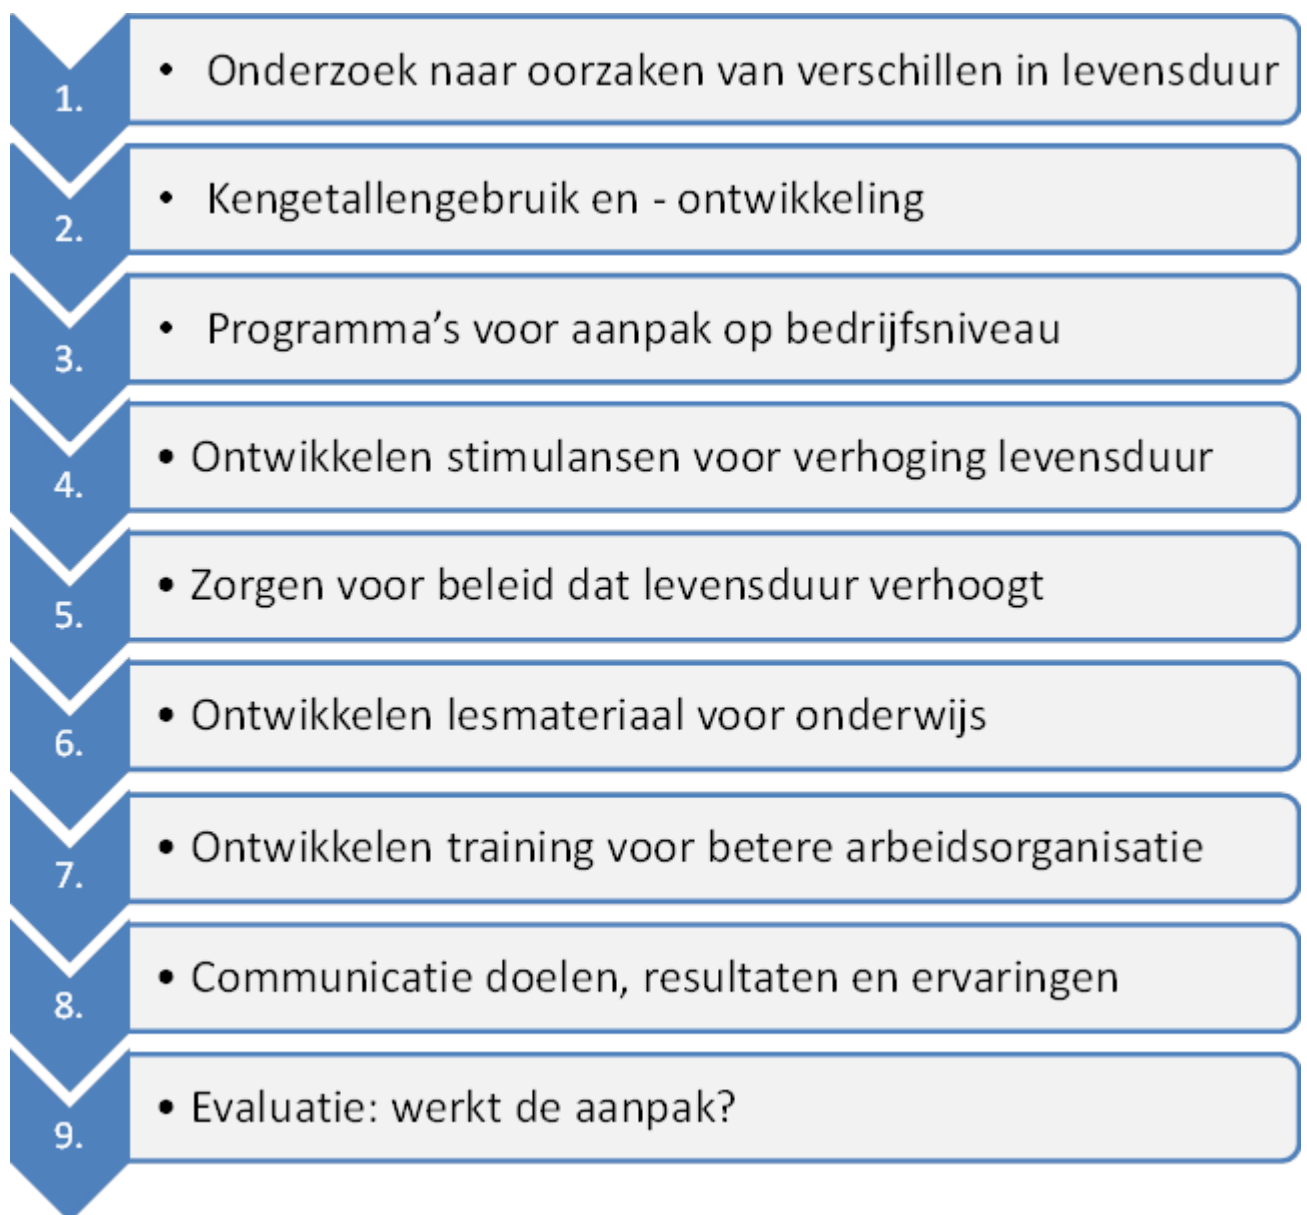 1. • Onderzoek naar oorzaken van verschillen in levensduur
2. • Kengetallengebruik en - ontwikkeling
3. • Programma’s voor aanpak op bedrijfsniveau
4. • Ontwikkelen stimulansen voor verhoging levensduur
5. • Zorgen voor beleid dat levensduur verhoogt
6. • Ontwikkelen lesmateriaal voor onderwijs
7. • Ontwikkelen training voor betere arbeidsorganisatie
8. • Communicatie doelen, resultaten en ervaringen
9. • Evaluatie: werkt de aanpak?